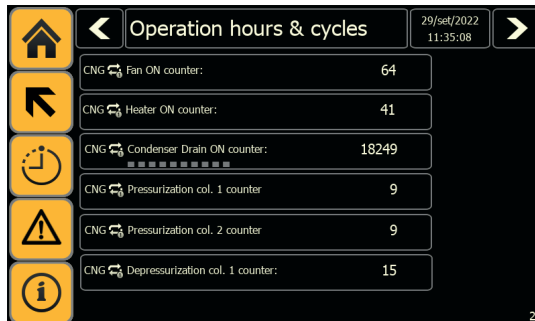 Operation hours & cycles
29/set/2022
11:35:08
CNG Fan ON counter: 64
CNG Heater ON counter: 41
CNG Condenser Drain ON counter: 18249
CNG Pressurization col. 1 counter 9
CNG Pressurization col. 2 counter 9
CNG Depressurization col. 1 counter: 15
2